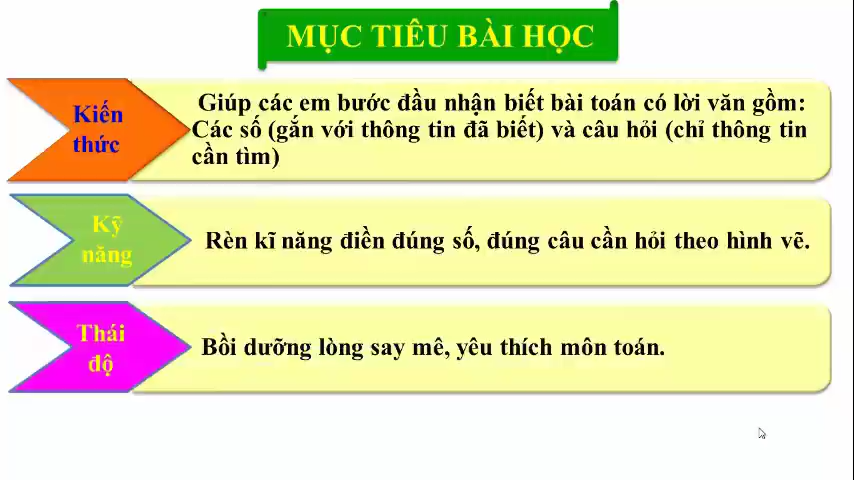 MỤC TIÊU BÀI HỌC
Kiến
thức
Giúp các em bước đầu nhận biết bài toán có lời văn gồm:
Các số (gắn với thông tin đã biết) và câu hỏi (chỉ thông tin
cần tìm)
Kỹ
năng
Rèn kĩ năng điền đúng số, đúng câu cần hỏi theo hình vẽ.
Thái
độ
Bồi dưỡng lòng say mê, yêu thích môn toán.